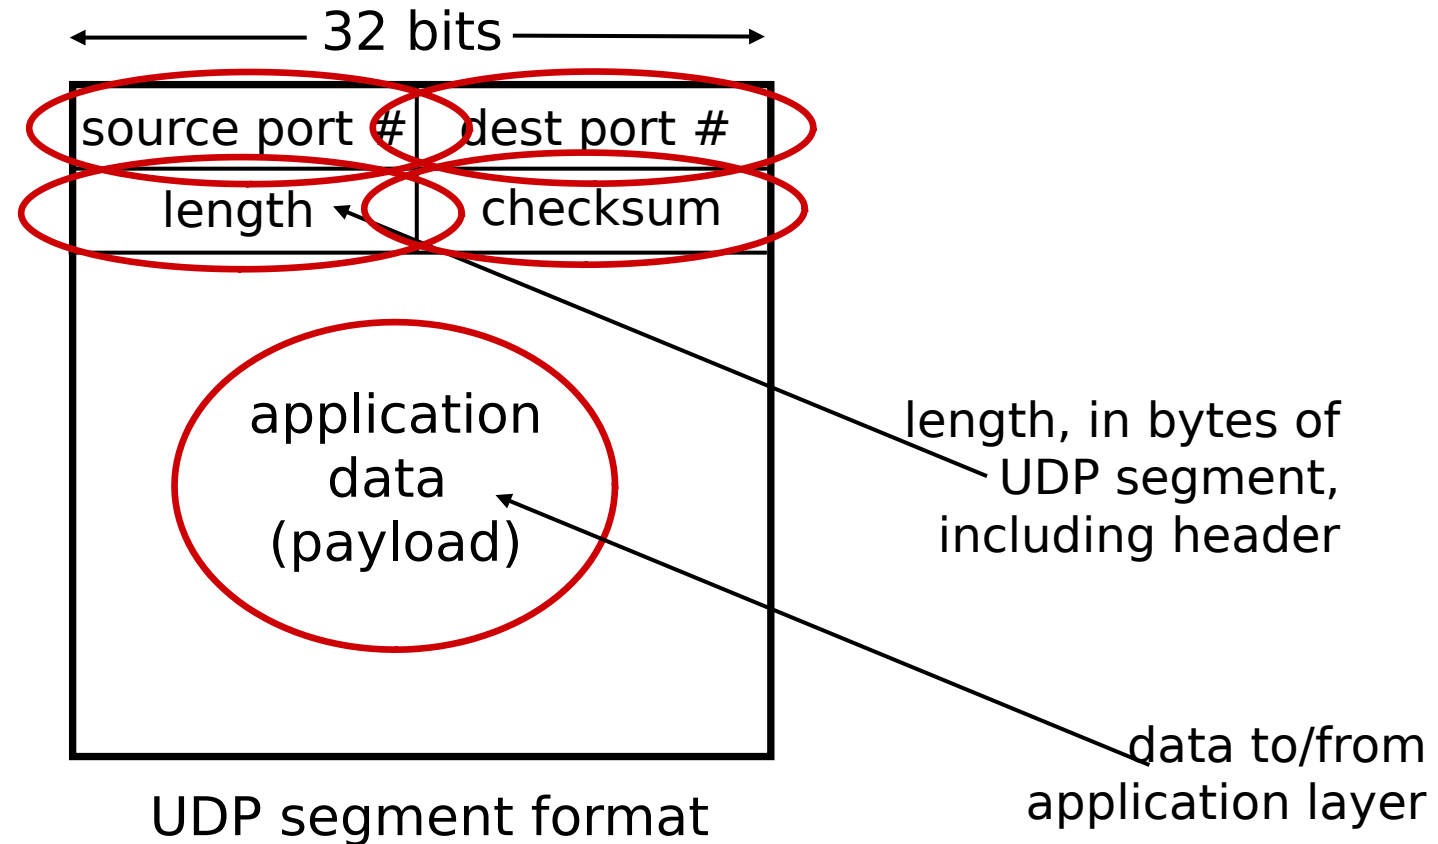 32 bits
source port #
dest port #
length
checksum
application
data
(payload)
length, in bytes of
UDP segment,
including header
data to/from
application layer
UDP segment format